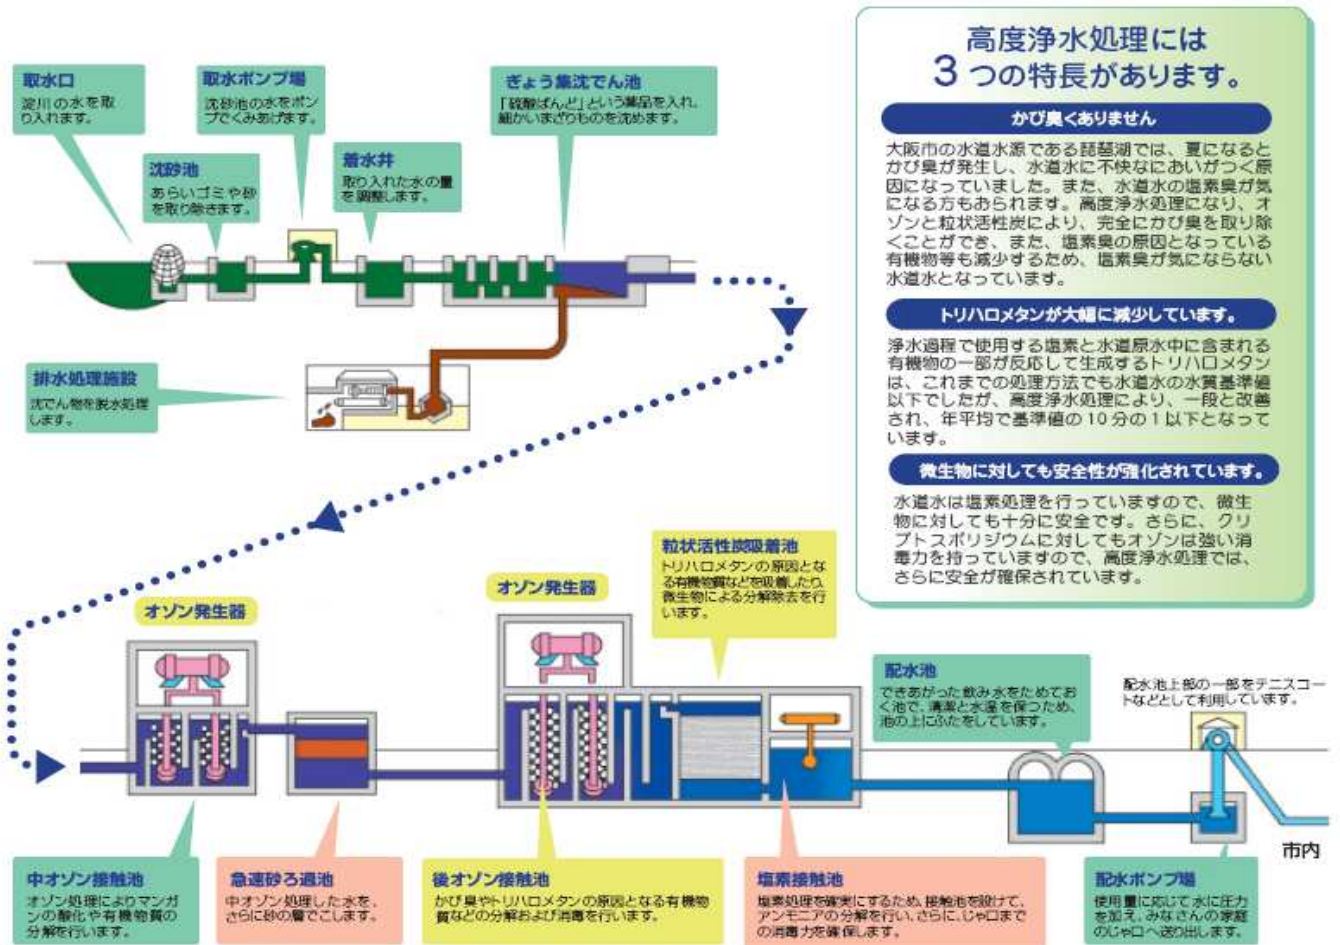 高度浄水処理には
3つの特長があります。
かび臭くありません
大阪市の水道水源である琵琶湖では、夏になると
かび臭が発生し、水道水に不快なにおいがつく原
因になっていました。また、水道水の塩素臭が気
になる方もおられます。高度浄水処理になり、オ
ゾンと粒状活性炭により、完全にかび臭を取り除
くことができ、また、塩素臭の原因となっている
有機物等も減少するため、塩素臭が気にならない
水道水となっています。
トリハロメタンが大幅に減少しています。
浄水過程で使用する塩素と水道原水中に含まれる
有機物の一部が反応して生成するトリハロメタン
は、これまでの処理方法でも水道水の水質基準値
以下でしたが、高度浄水処理により、一段と改善
され、年平均で基準値の10分の1以下となって
います。
微生物に対しても安全性が強化されています。
水道水は塩素処理を行っていますので、微生
物に対しても十分に安全です。さらに、クリ
プトスポリジウムに対してもオゾンは強い消
毒力を持っていますので、高度浄水処理では、
さらに安全が確保されています。
取水口
淀川の水を取
り入れます。
沈砂池
あらいゴミや砂
を取り除きます。
取水ポンプ場
沈砂池の水をポン
プでくみあげます。
着水井
取り入れた水の量
を調整します。
ぎょう集沈でん池
「硫酸ばんど」という薬品を入れ、
細かいまざりものを沈めます。
排水処理施設
沈でん物を脱水処理
します。
オゾン発生器
オゾン発生器
粒状活性炭吸着池
トリハロメタンの原因とな
る有機物質などを吸着したり、
微生物による分解除去を行
います。
配水池
できあがった飲み水をためてお
く池で、清潔と水温を保つため、
池の上にふたをしています。
配水池上部の一部をテニスコー
トなどとして利用しています。
市内
中オゾン接触池
オゾン処理によりマンガ
ンの酸化や有機物質の
分解を行います。
急速砂ろ過池
中オゾン処理した水を、
さらに砂の層でこします。
後オゾン接触池
かび臭やトリハロメタンの原因となる有機物
質などの分解および消毒を行います。
塩素接触池
塩素処理を確実にするため、接触池を設けて、
アンモニアの分解を行い、さらに、じゃ口まで
の消毒力を確保します。
配水ポンプ場
使用量に応じて水に圧力
を加え、みなさんの家庭
のじゃ口へ送り出します。